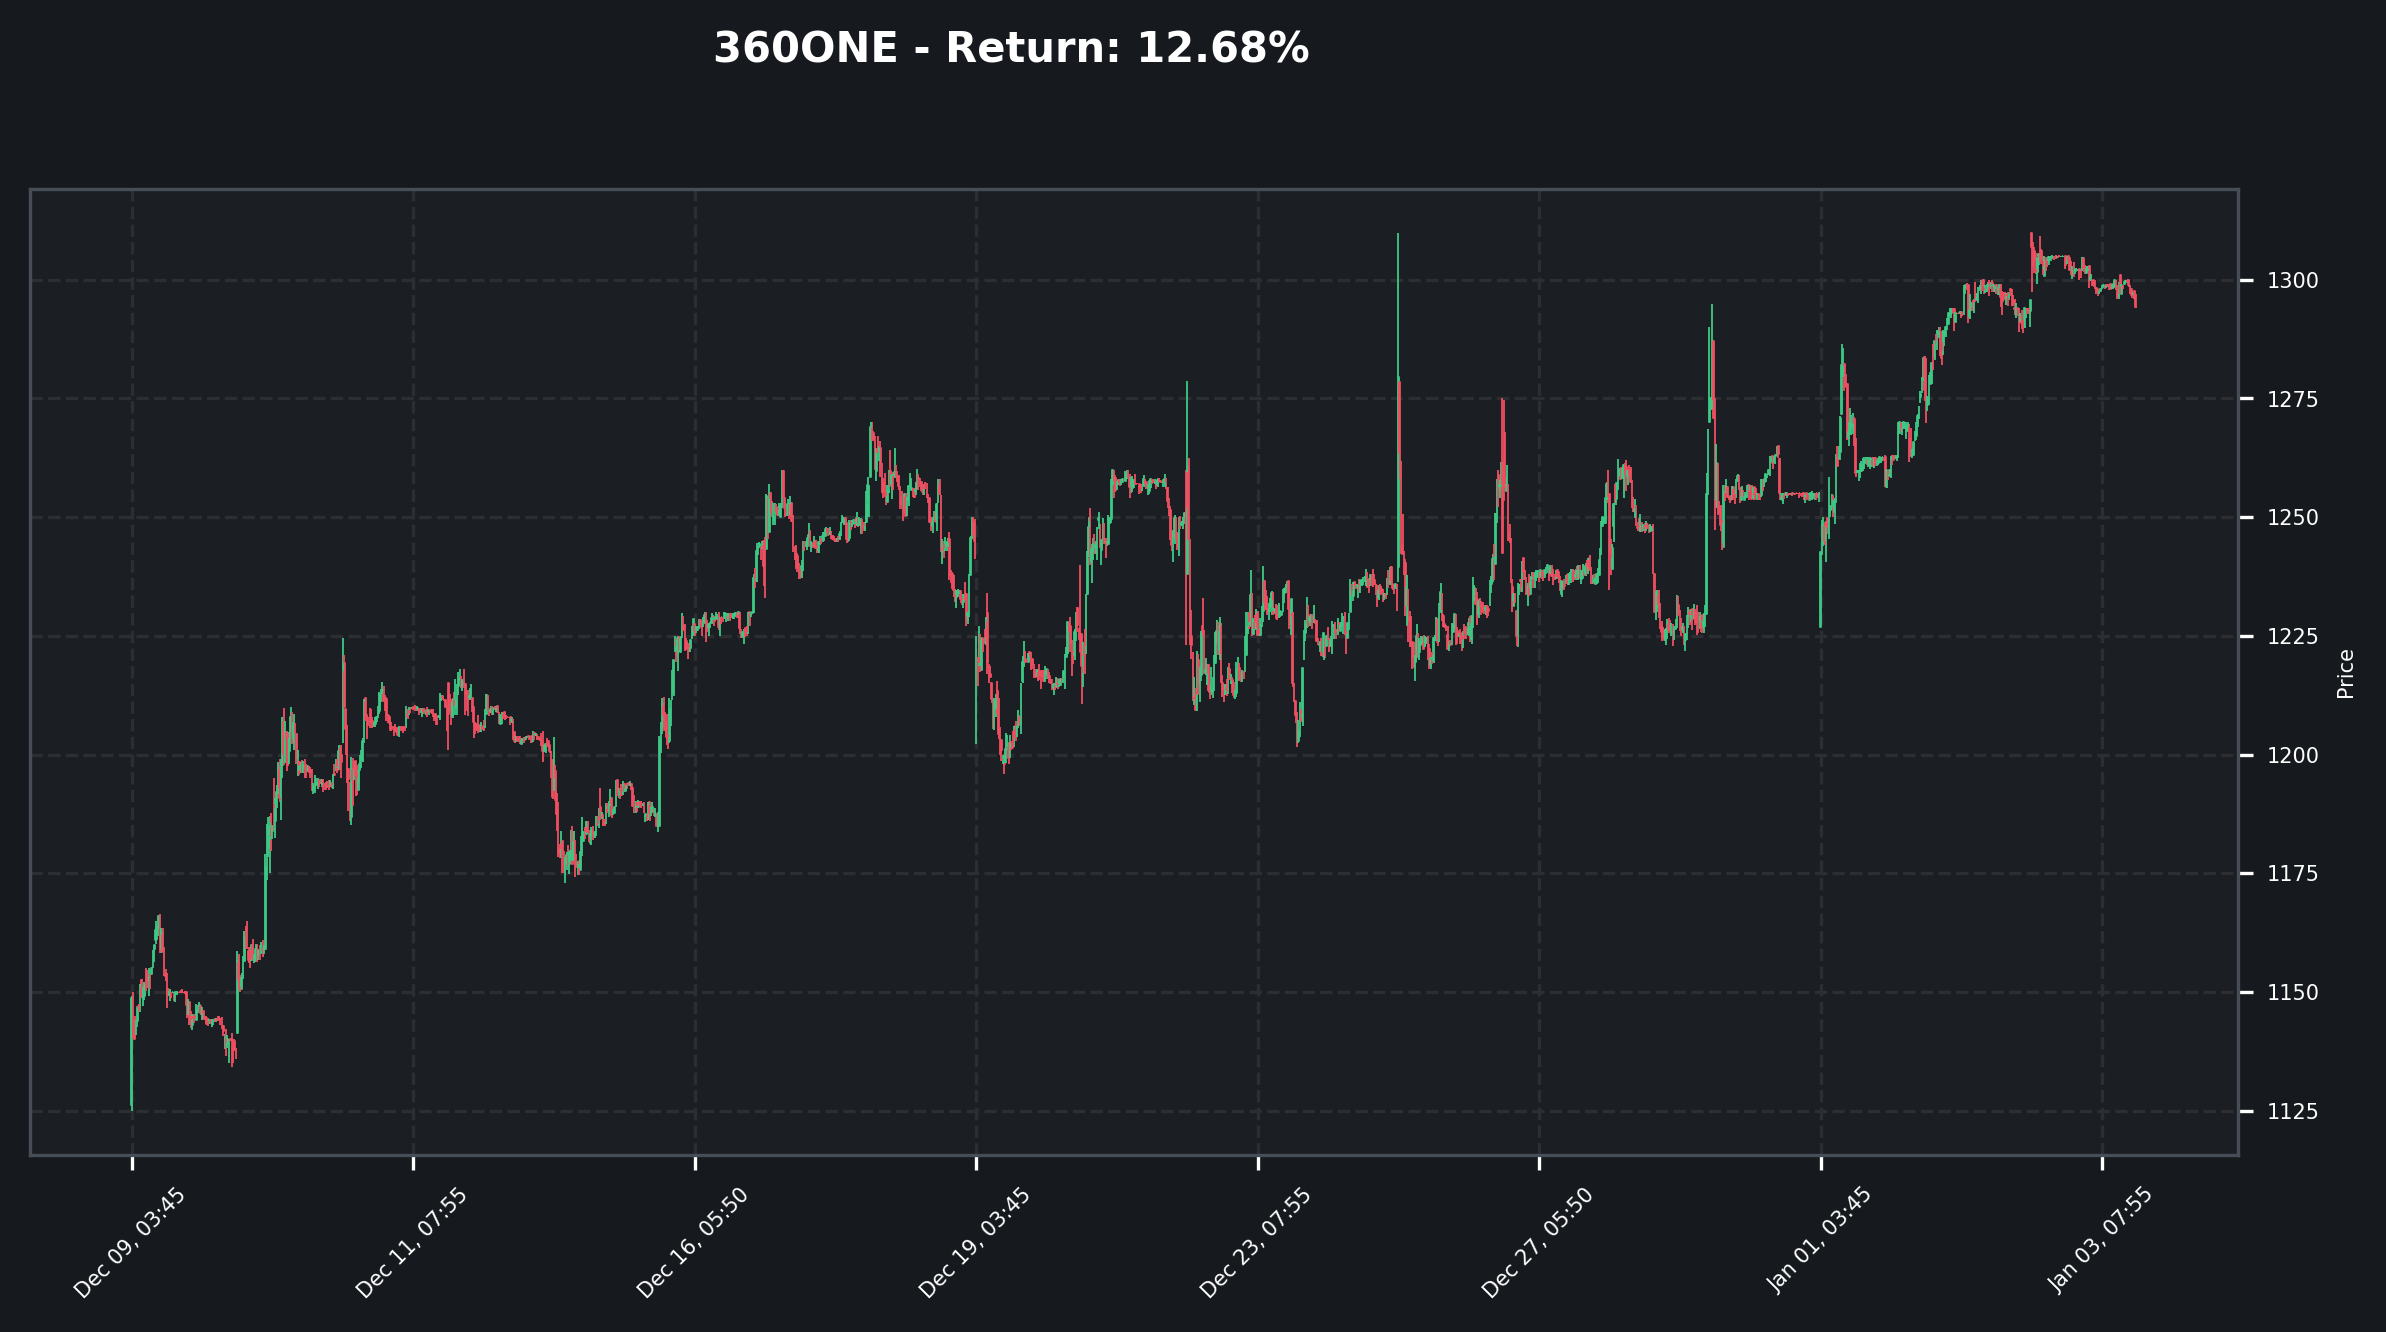 360ONE - Return: 12.68%
1300
1275
1250
1225
1200
1175
1150
1125
Price
Dec 09, 03:45
Dec 11, 07:55
Dec 16, 05:50
Dec 19, 03:45
Dec 23, 07:55
Dec 27, 05:50
Jan 01, 03:45
Jan 03, 07:55